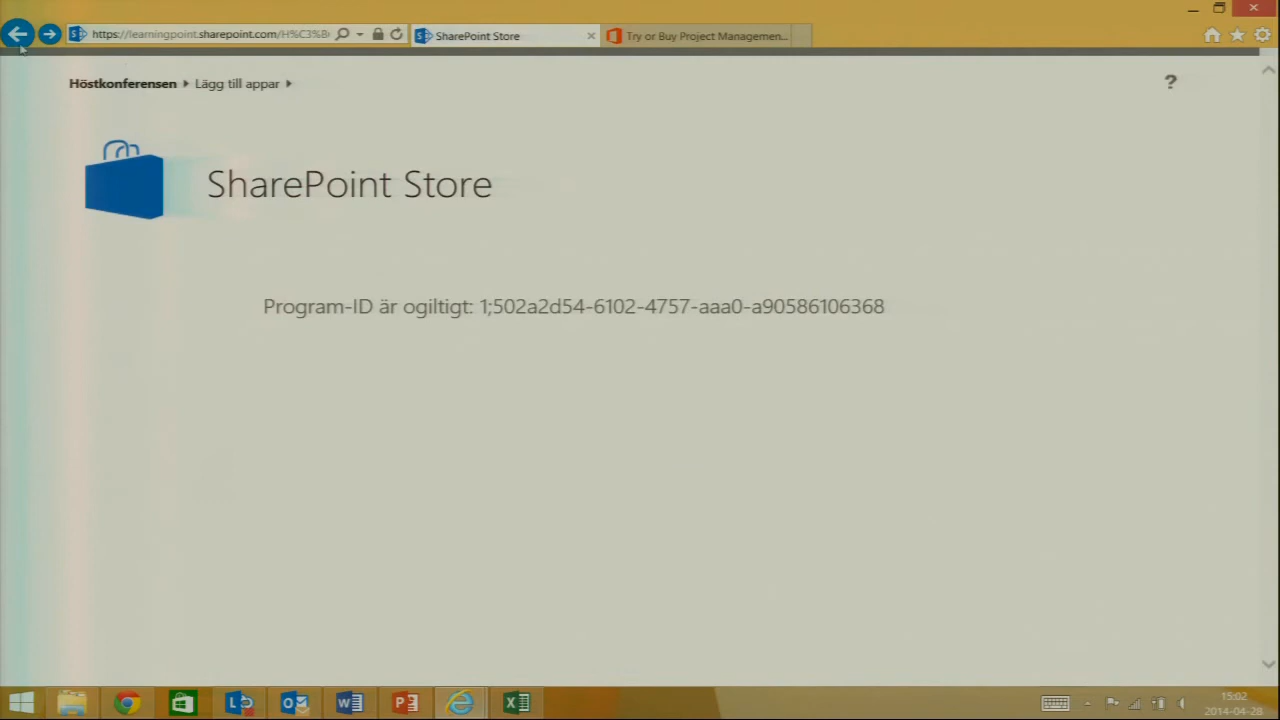 https://learningpoint.sharepoint.com/H%C3%B
SharePoint Store
Try or Buy Project Managemen...
Höstkonferensen
Lägg till appar
?
SharePoint Store
Program-ID är ogiltigt: 1;502a2d54-6102-4757-aaa0-a90586106368
15:02
2014-04-28